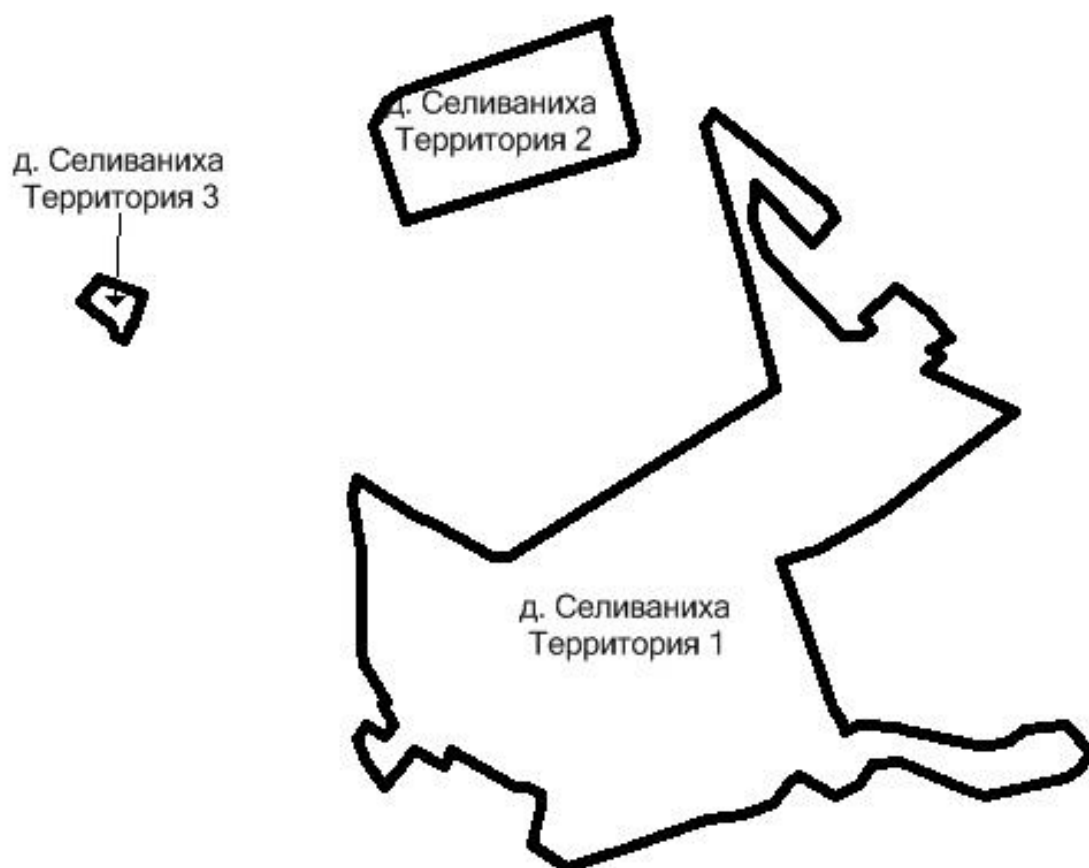 д. Селиваниха
Территория 2
д. Селиваниха
Территория 3
д. Селиваниха
Территория 1